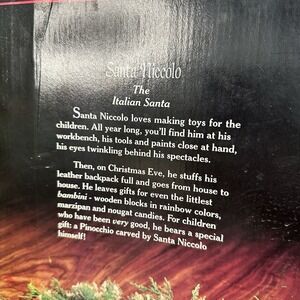 Santa Niccolo
The
Italian Santa
Santa Niccolo loves making toys for the
children. All year long, you'll find him at his
workbench, his tools and paints close at hand,
his eyes twinkling behind his spectacles.
Then, on Christmas Eve, he stuffs his
leather backpack full and goes from house to
house. He leaves gifts for even the littlest
bambini - wooden blocks in rainbow colors,
marzipan and nougat candies. For children
who have been very good, he bears a special
gift: a Pinocchio carved by Santa Niccolo
himself!